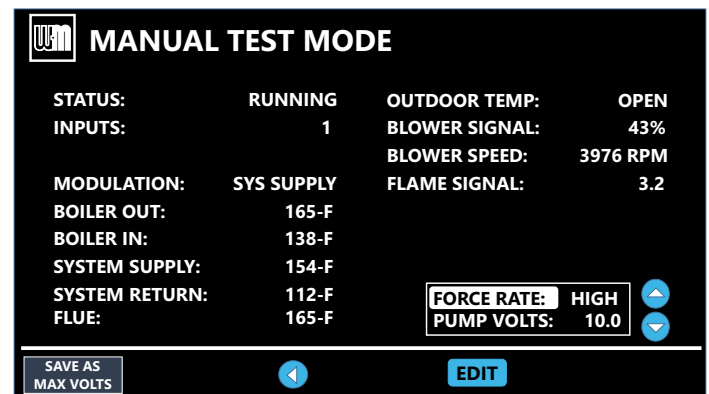 WM MANUAL TEST MODE
STATUS: RUNNING
INPUTS: 1
MODULATION: SYS SUPPLY
BOILER OUT: 165-F
BOILER IN: 138-F
SYSTEM SUPPLY: 154-F
SYSTEM RETURN: 112-F
FLUE: 165-F
OUTDOOR TEMP: OPEN
BLOWER SIGNAL: 43%
BLOWER SPEED: 3976 RPM
FLAME SIGNAL: 3.2
FORCE RATE: HIGH
PUMP VOLTS: 10.0
SAVE AS
MAX VOLTS
EDIT